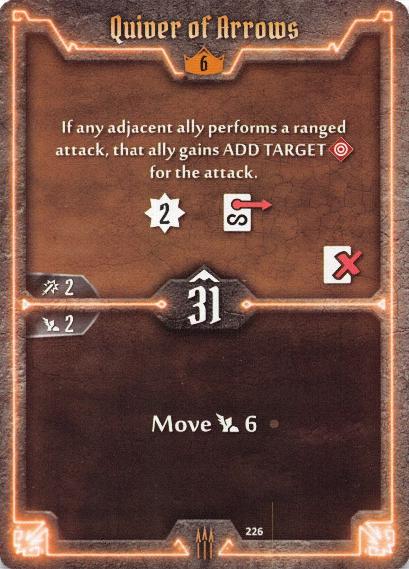 Quiver of Arrows
6
If any adjacent ally performs a ranged
attack, that ally gains ADD TARGET
for the attack.
2
2
31
2
Move 6
226